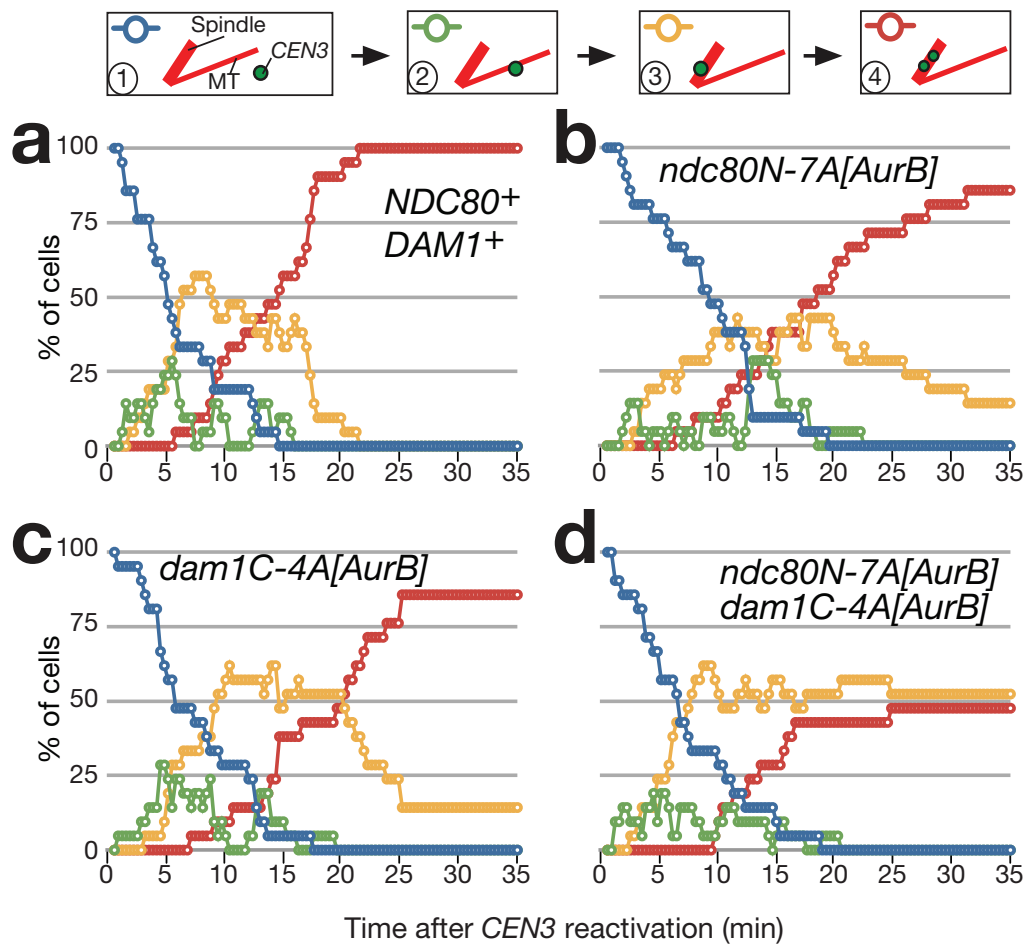 Spindle
CEN3
MT
1
2
3
4
a
b
100
75
50
25
0
% of cells
NDC80+
DAM1+
0 5 10 15 20 25 30 35
ndc80N-7A[AurB]
0 5 10 15 20 25 30 35
c
d
100
75
50
25
0
% of cells
dam1C-4A[AurB]
0 5 10 15 20 25 30 35
ndc80N-7A[AurB]
dam1C-4A[AurB]
0 5 10 15 20 25 30 35
Time after CEN3 reactivation (min)